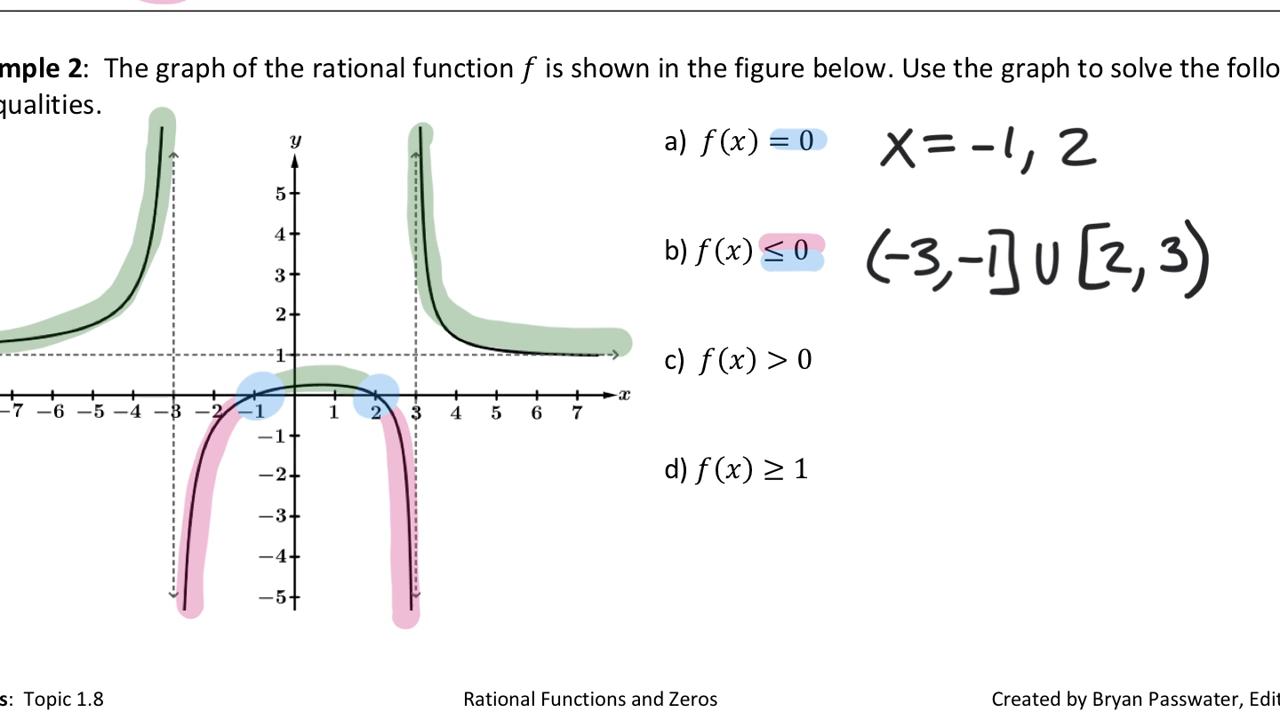 mple 2: The graph of the rational function f is shown in the figure below. Use the graph to solve the follo
qualities.
a) f(x) = 0 x = -1, 2
b) f(x) ≤ 0 (-3,-1] ∪ [2, 3)
c) f(x) > 0
d) f(x) ≥ 1
y
5
4
3
2
1
x
−7 −6 −5 −4 −3 −2 −1 1 2 3 4 5 6 7
−1
−2
−3
−4
−5
s: Topic 1.8 Rational Functions and Zeros Created by Bryan Passwater, Edit